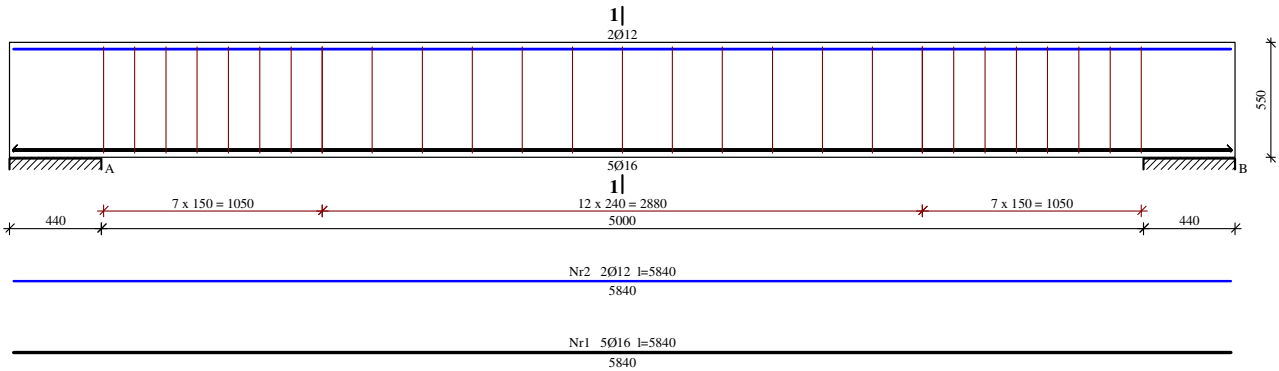 1
2Ø12
550
A
5Ø16
B
1
7 x 150 = 1050
12 x 240 = 2880
7 x 150 = 1050
440
5000
440
Nr2 2Ø12 l=5840
5840
Nr1 5Ø16 l=5840
5840